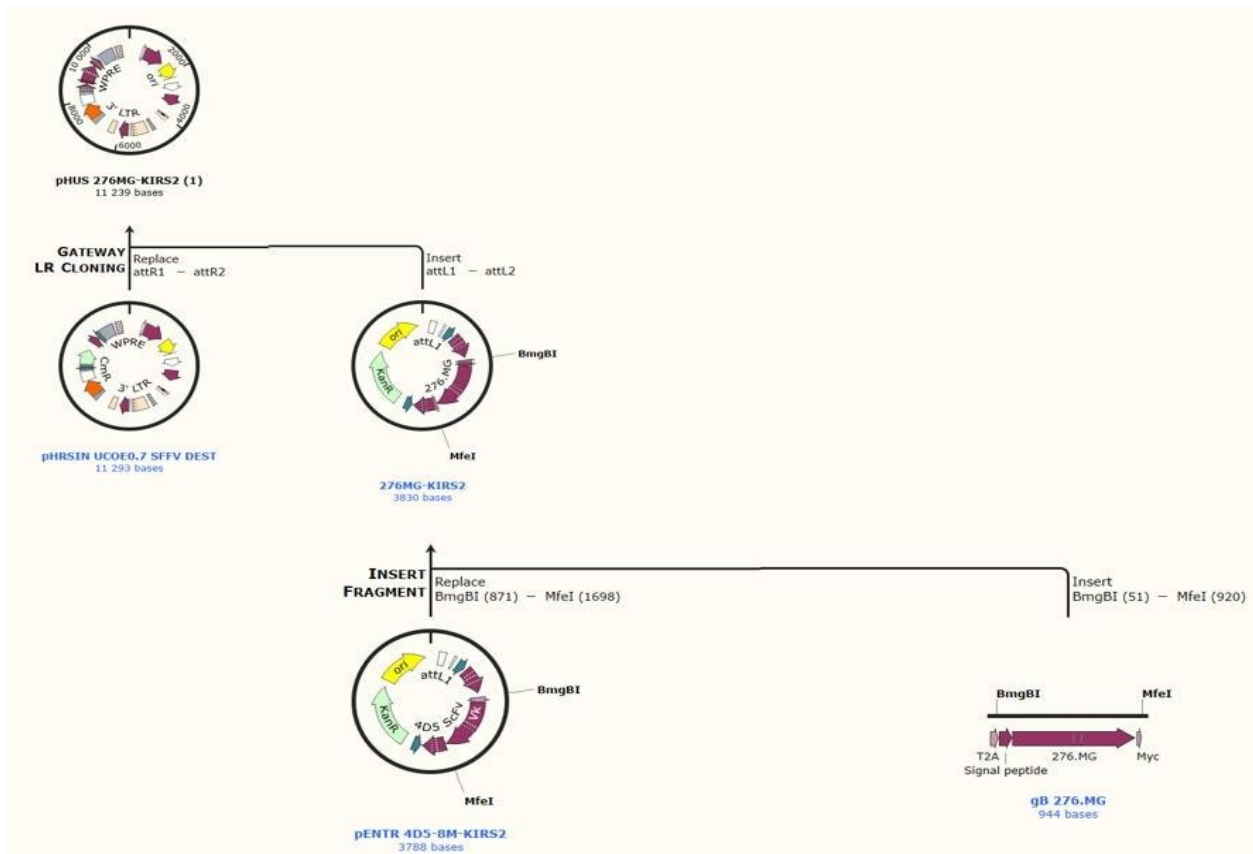 10 000
2000
WPRE
ori
8000
3' LTR
4000
6000
pHUS 276MG-KIRS2 (1)
11 239 bases
GATEWAY
LR CLONING
Replace
attR1 – attR2
Insert
attL1 – attL2
WPRE
CmR
3' LTR
pHRSIN UCOE0.7 SFFV DEST
11 293 bases
ori
attL1
KanR
276.MG
BmgBI
MfeI
276MG-KIRS2
3830 bases
INSERT
FRAGMENT
Replace
BmgBI (871) – MfeI (1698)
Insert
BmgBI (51) – MfeI (920)
ori
attL1
KanR
4D5 ScFv
Vk
BmgBI
MfeI
pENTR 4D5-8M-KIRS2
3788 bases
BmgBI
MfeI
T2A
276.MG
Myc
Signal peptide
gB 276.MG
944 bases